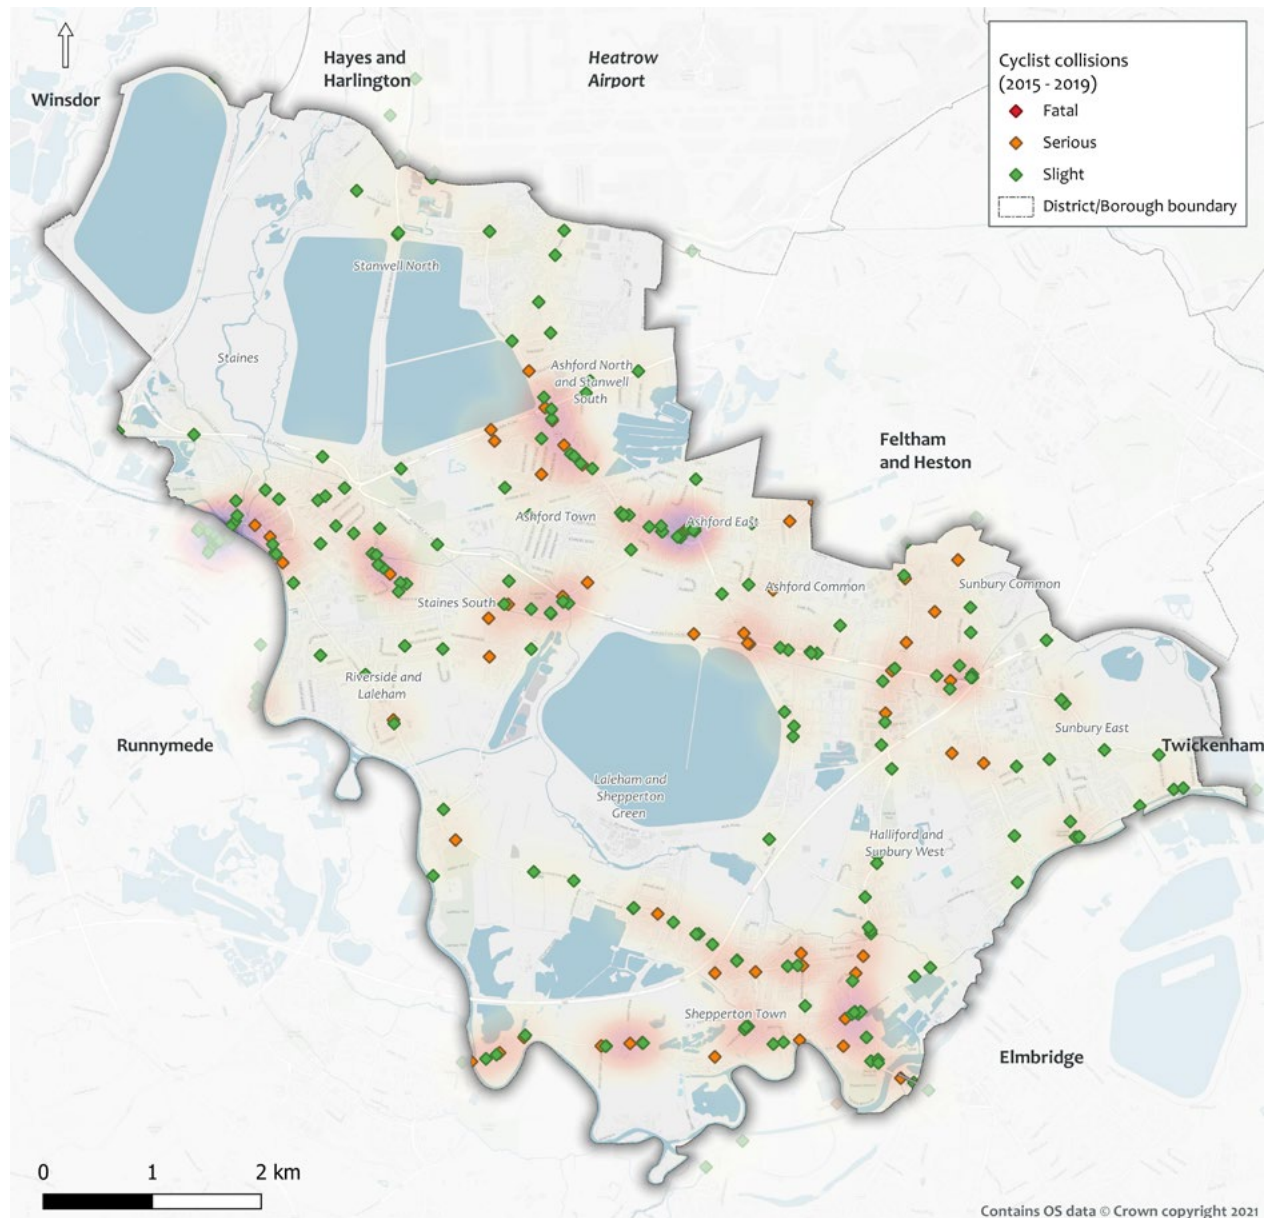 Hayes and
Harlington
Heatrow
Airport
Winsdor
Cyclist collisions
(2015 - 2019)
Fatal
Serious
Slight
District/Borough boundary
Stanwell North
Staines
Ashford North
and Stanwell
South
Feltham
and Heston
Ashford Town
Ashford East
Ashford Common
Sunbury Common
Staines South
Riverside and
Laleham
Runnymede
Sunbury East
Twickenham
Laleham and
Shepperton
Green
Halliford and
Sunbury West
Shepperton Town
Elmbridge
0 1 2 km
Contains OS data © Crown copyright 2021